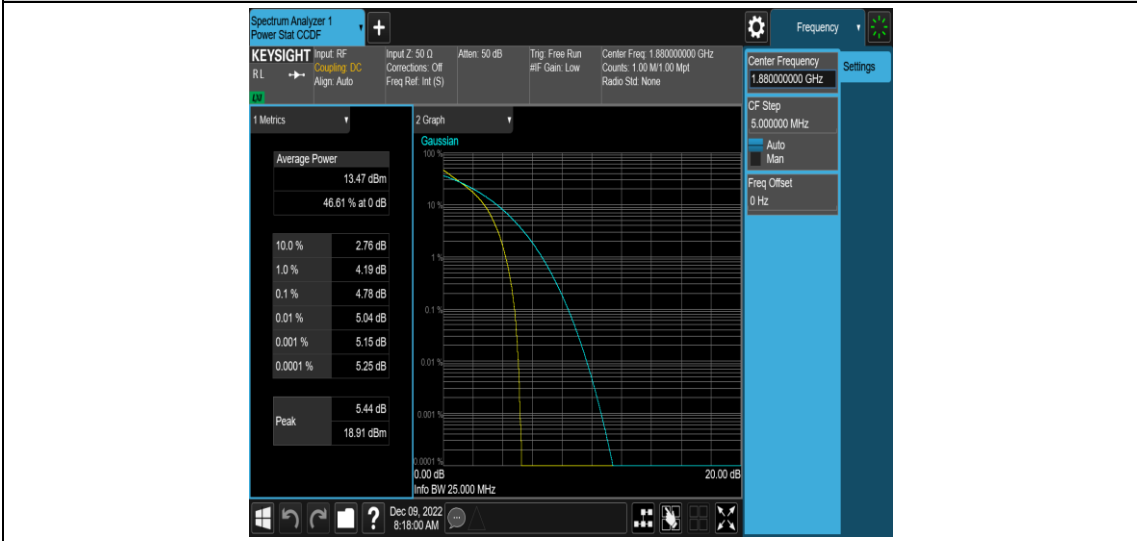 Spectrum Analyzer 1
Power Stat CCDF
+
Frequency
KEYSIGHT
Input: RF
Coupling: DC
Align: Auto
Input Z: 50 Ω
Corrections: Off
Freq Ref: Int (S)
Atten: 50 dB
Trig: Free Run
#IF Gain: Low
Center Freq: 1.880000000 GHz
Counts: 1.00 M/1.00 Mpt
Radio Std: None
R L
LXI
Center Frequency
1.880000000 GHz
Settings
CF Step
5.000000 MHz
Auto
Man
Freq Offset
0 Hz
1 Metrics
Average Power
13.47 dBm
46.61 % at 0 dB
10.0 % 2.76 dB
1.0 % 4.19 dB
0.1 % 4.78 dB
0.01 % 5.04 dB
0.001 % 5.15 dB
0.0001 % 5.25 dB
Peak
5.44 dB
18.91 dBm
2 Graph
Gaussian
100 %
10 %
1 %
0.1 %
0.01 %
0.001 %
0.0001 %
0.00 dB
20.00 dB
Info BW 25.000 MHz
?
Dec 09, 2022
8:18:00 AM